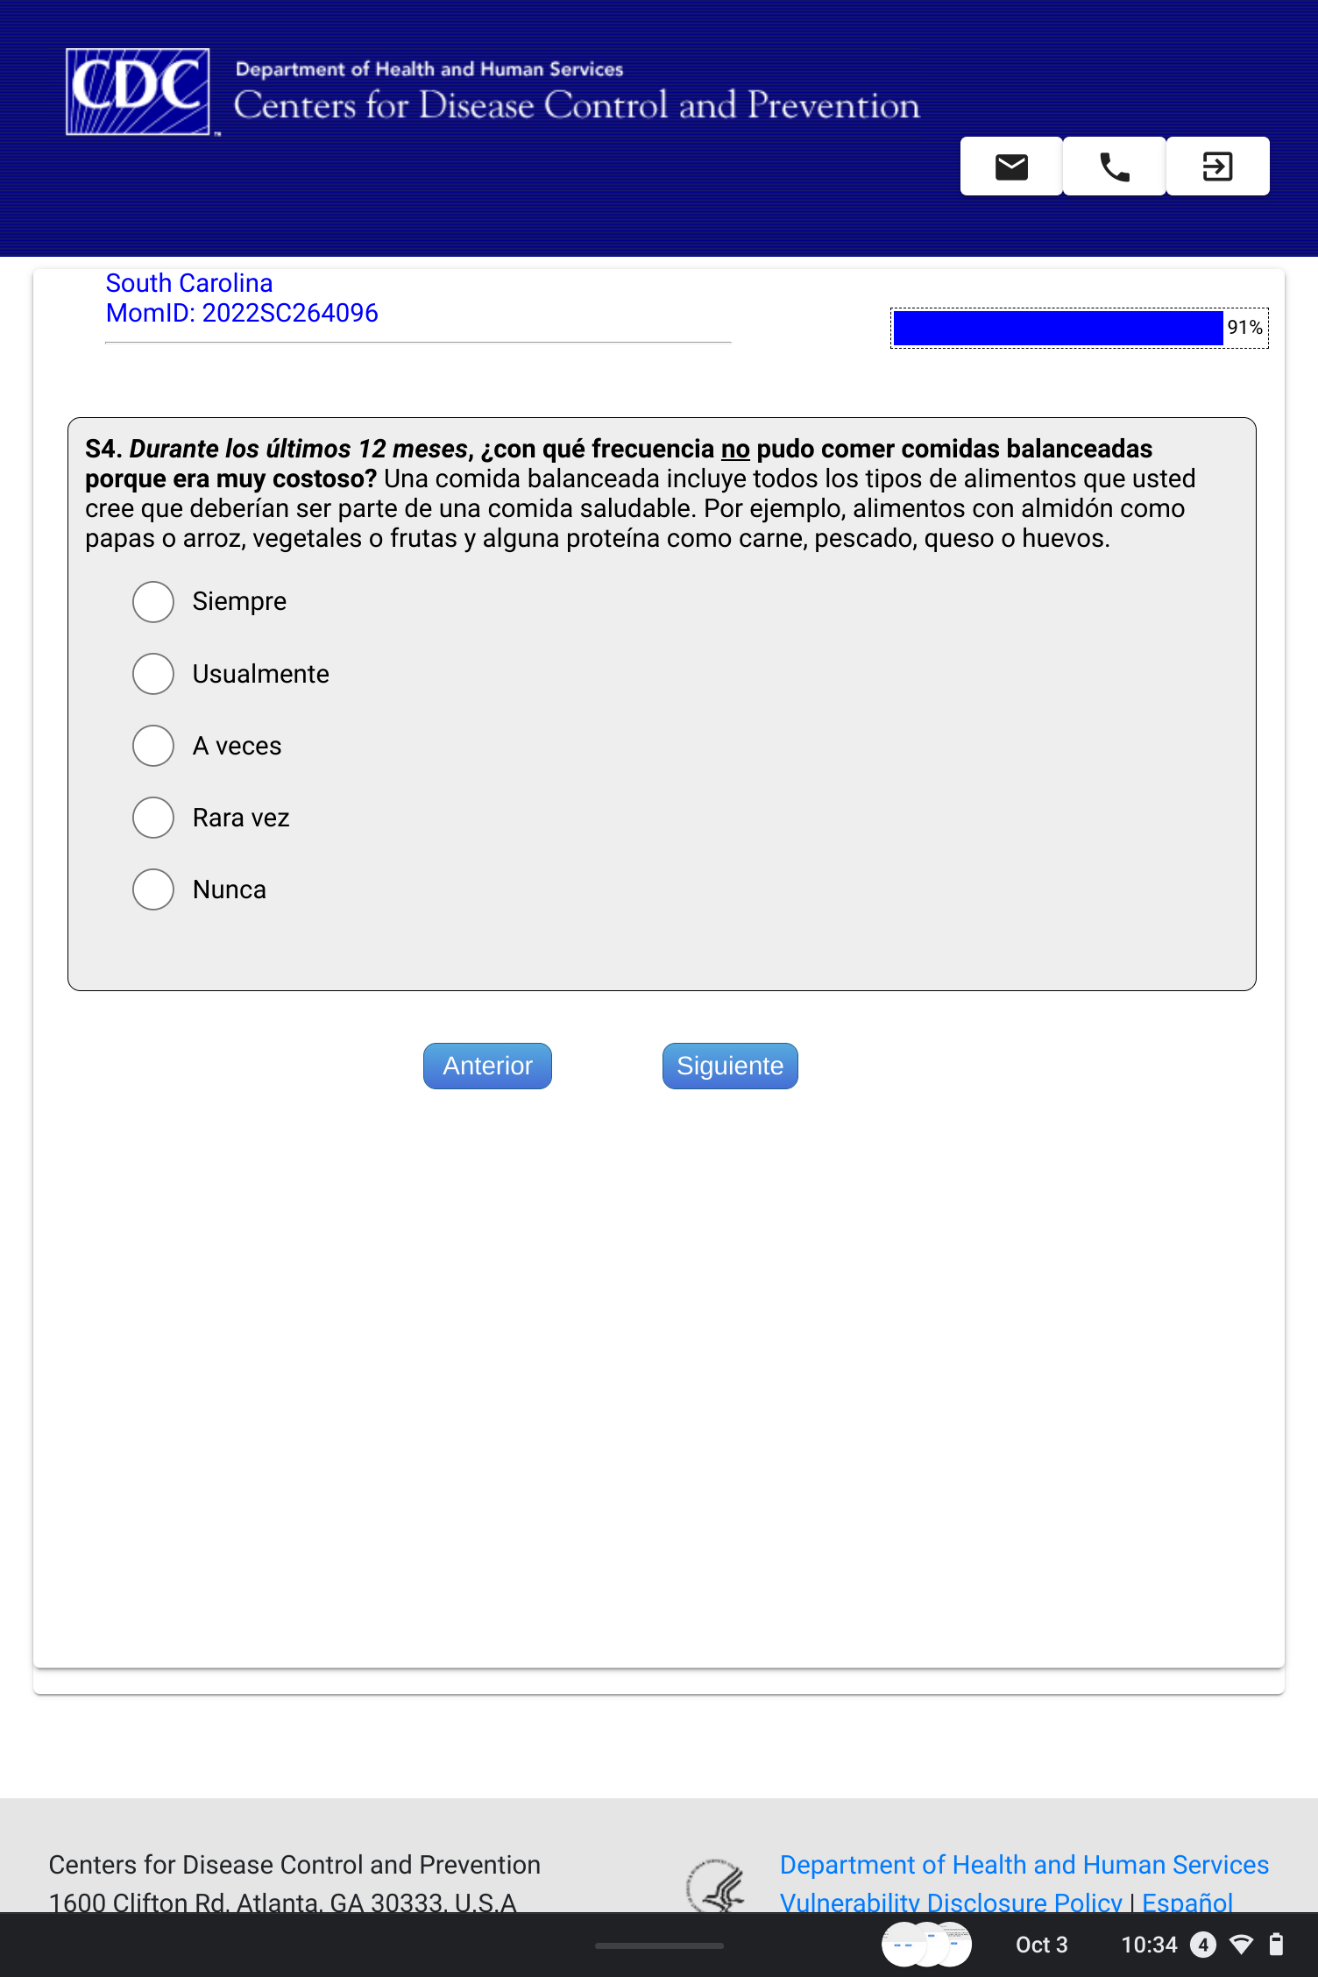 CDC
Department of Health and Human Services
Centers for Disease Control and Prevention
South Carolina
MomID: 2022SC264096
91%
S4. Durante los últimos 12 meses, ¿con qué frecuencia no pudo comer comidas balanceadas
porque era muy costoso? Una comida balanceada incluye todos los tipos de alimentos que usted
cree que deberían ser parte de una comida saludable. Por ejemplo, alimentos con almidón como
papas o arroz, vegetales o frutas y alguna proteína como carne, pescado, queso o huevos.
Siempre
Usualmente
A veces
Rara vez
Nunca
Anterior Siguiente
Centers for Disease Control and Prevention
1600 Clifton Rd. Atlanta, GA 30333, U.S.A
Department of Health and Human Services
Vulnerability Disclosure Policy | Español
Oct 3 10:34 4